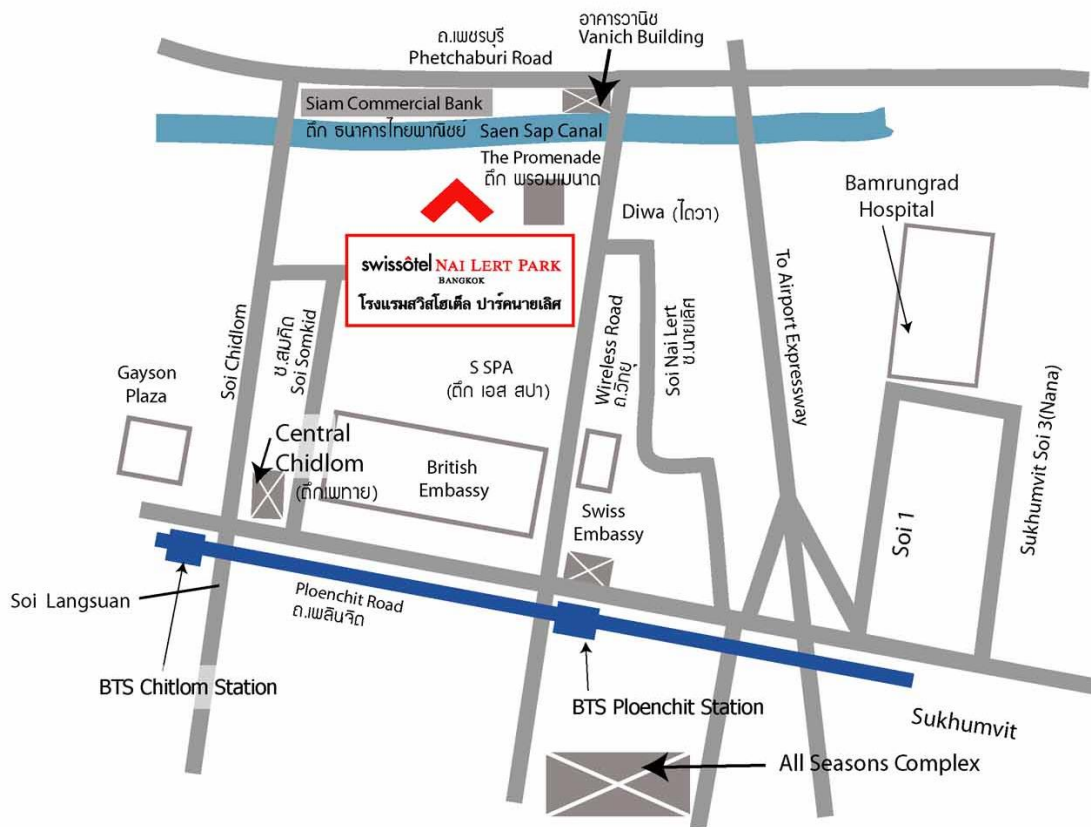 อาคารวานิช
Vanich Building
ถ.เพชรบุรี
Phetchaburi Road
Siam Commercial Bank
ตึก ธนาคารไทยพาณิชย์
Saen Sap Canal
The Promenade
ตึก พรอมเมนาด
Bamrungrad
Hospital
Diwa (ไดวา)
swissôtel NAI LERT PARK
BANGKOK
โรงแรมสวิสโฮเต็ล ปาร์คนายเลิศ
To Airport Expressway
Soi Chidlom
ซ.สมคิด
Soi Somkid
Wireless Road
ถ.วิทยุ
Soi Nai Lert
ซ.นายเลิศ
S SPA
(ตึก เอส สปา)
Gayson
Plaza
Central
Chidlom
(ตึกเพทาย)
British
Embassy
Swiss
Embassy
Soi 1
Sukhumvit Soi 3(Nana)
Soi Langsuan
Ploenchit Road
ถ.เพลินจิต
BTS Chitlom Station
BTS Ploenchit Station
Sukhumvit
All Seasons Complex